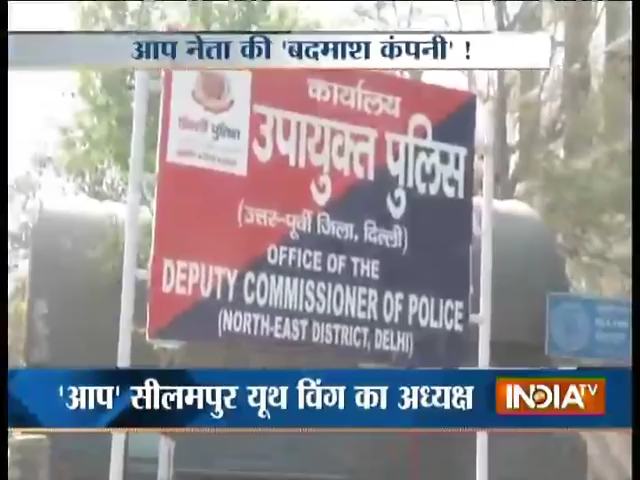 आप नेता की 'बदमाश कंपनी' !
दिल्ली पुलिस
कार्यालय
उपायुक्त पुलिस
(उत्तर-पूर्वी जिला, दिल्ली)
OFFICE OF THE
DEPUTY COMMISSIONER OF POLICE
(NORTH-EAST DISTRICT, DELHI)
'आप' सीलमपुर यूथ विंग का अध्यक्ष
INDIA TV